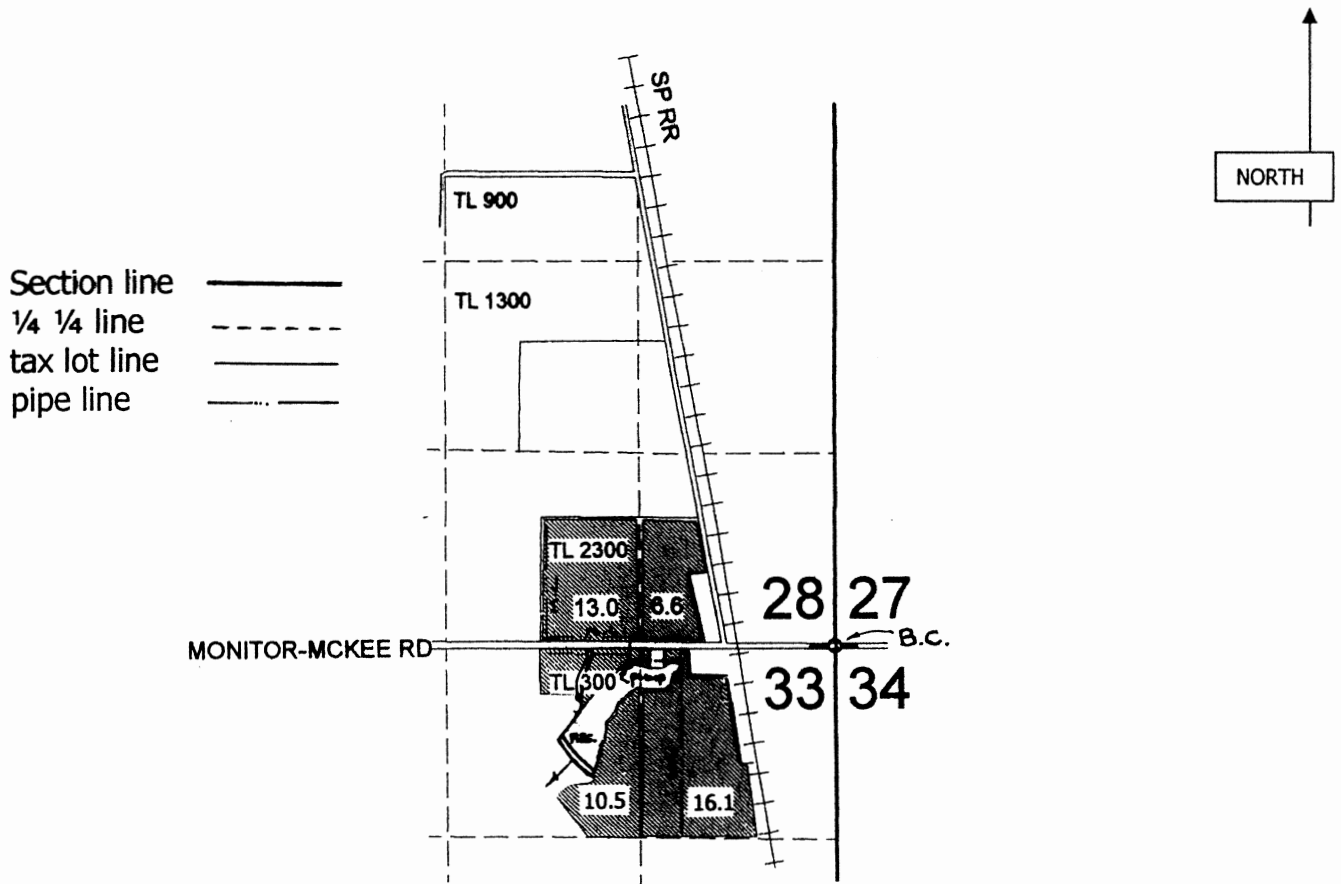 NORTH
SP RR
TL 900
Section line
¼ ¼ line
tax lot line
pipe line
TL 1300
TL 2300
13.0
6.6
28 27
MONITOR-MCKEE RD
B.C.
TL 300
33 34
Res.
10.5
16.1